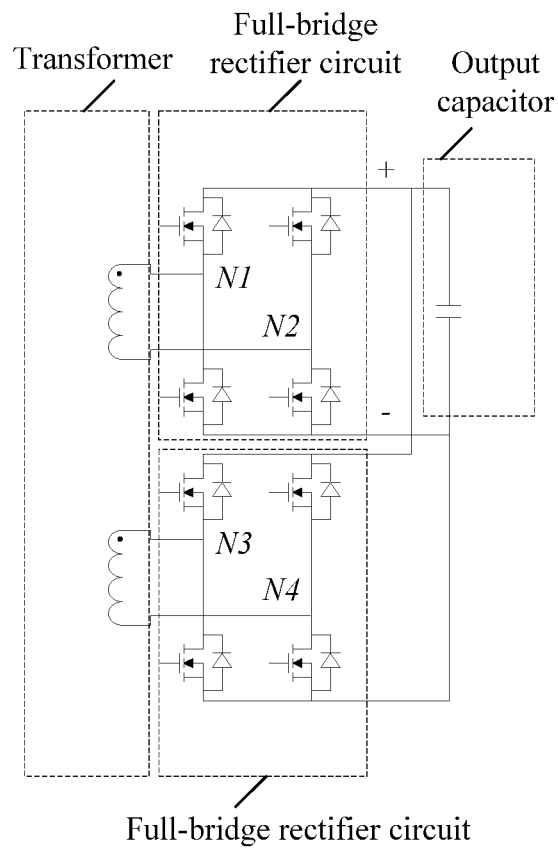 Full-bridge
rectifier circuit
Transformer
Output
capacitor
+
N1
N2
-
N3
N4
Full-bridge rectifier circuit